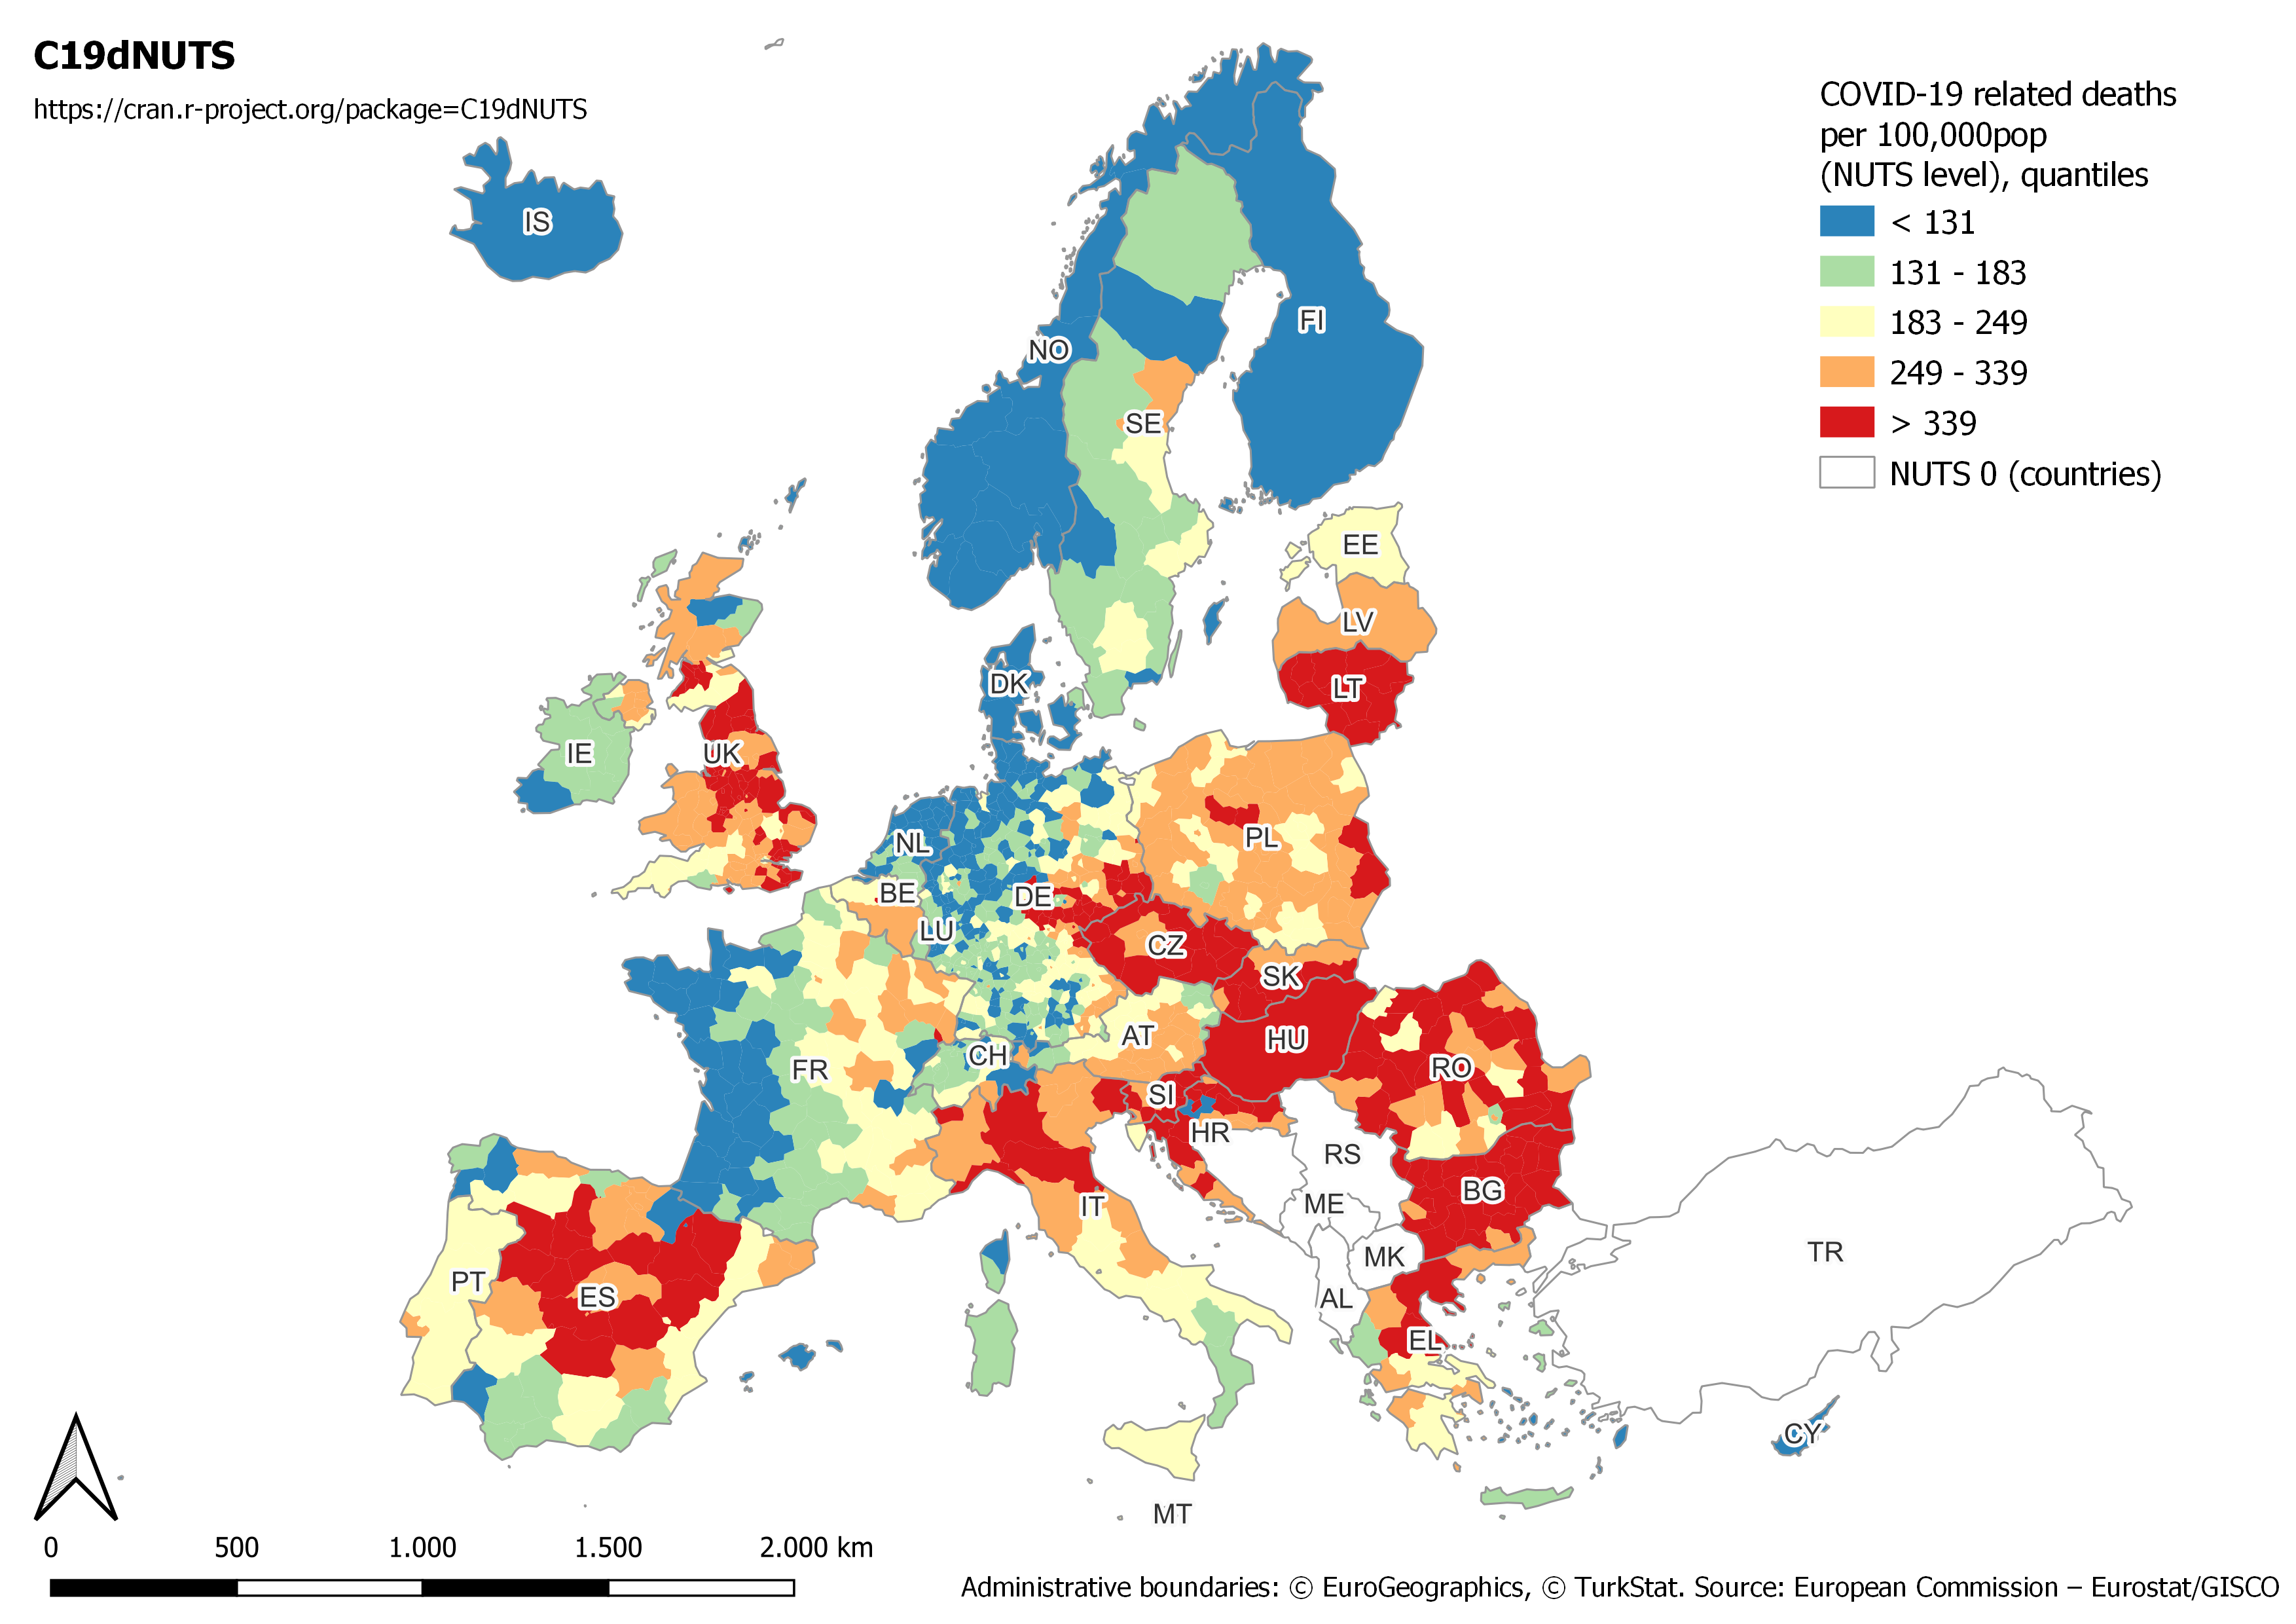 C19dNUTS
https://cran.r-project.org/package=C19dNUTS
COVID-19 related deaths
per 100,000pop
(NUTS level), quantiles
< 131
131 - 183
183 - 249
249 - 339
> 339
NUTS 0 (countries)
IS
FI
NO
SE
EE
LV
DK
LT
IE
UK
PL
NL
BE
DE
LU
CZ
SK
AT
HU
CH
FR
RO
SI
HR
RS
BG
ME
IT
MK
TR
PT
ES
AL
EL
CY
MT
0 500 1.000 1.500 2.000 km
Administrative boundaries: © EuroGeographics, © TurkStat. Source: European Commission – Eurostat/GISCO